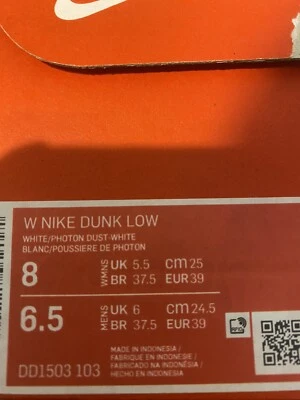 W NIKE DUNK LOW
WHITE/PHOTON DUST-WHITE
BLANC/POUSSIERE DE PHOTON
8 WMNS UK 5.5 cm 25
BR 37.5 EUR 39
6.5 MENS UK 6 cm 24.5
BR 37.5 EUR 39
MADE IN INDONESIA /
FABRIQUE EN INDONESIE /
FABRICADO NA INDONÉSIA /
HECHO EN INDONESIA
DD1503 103